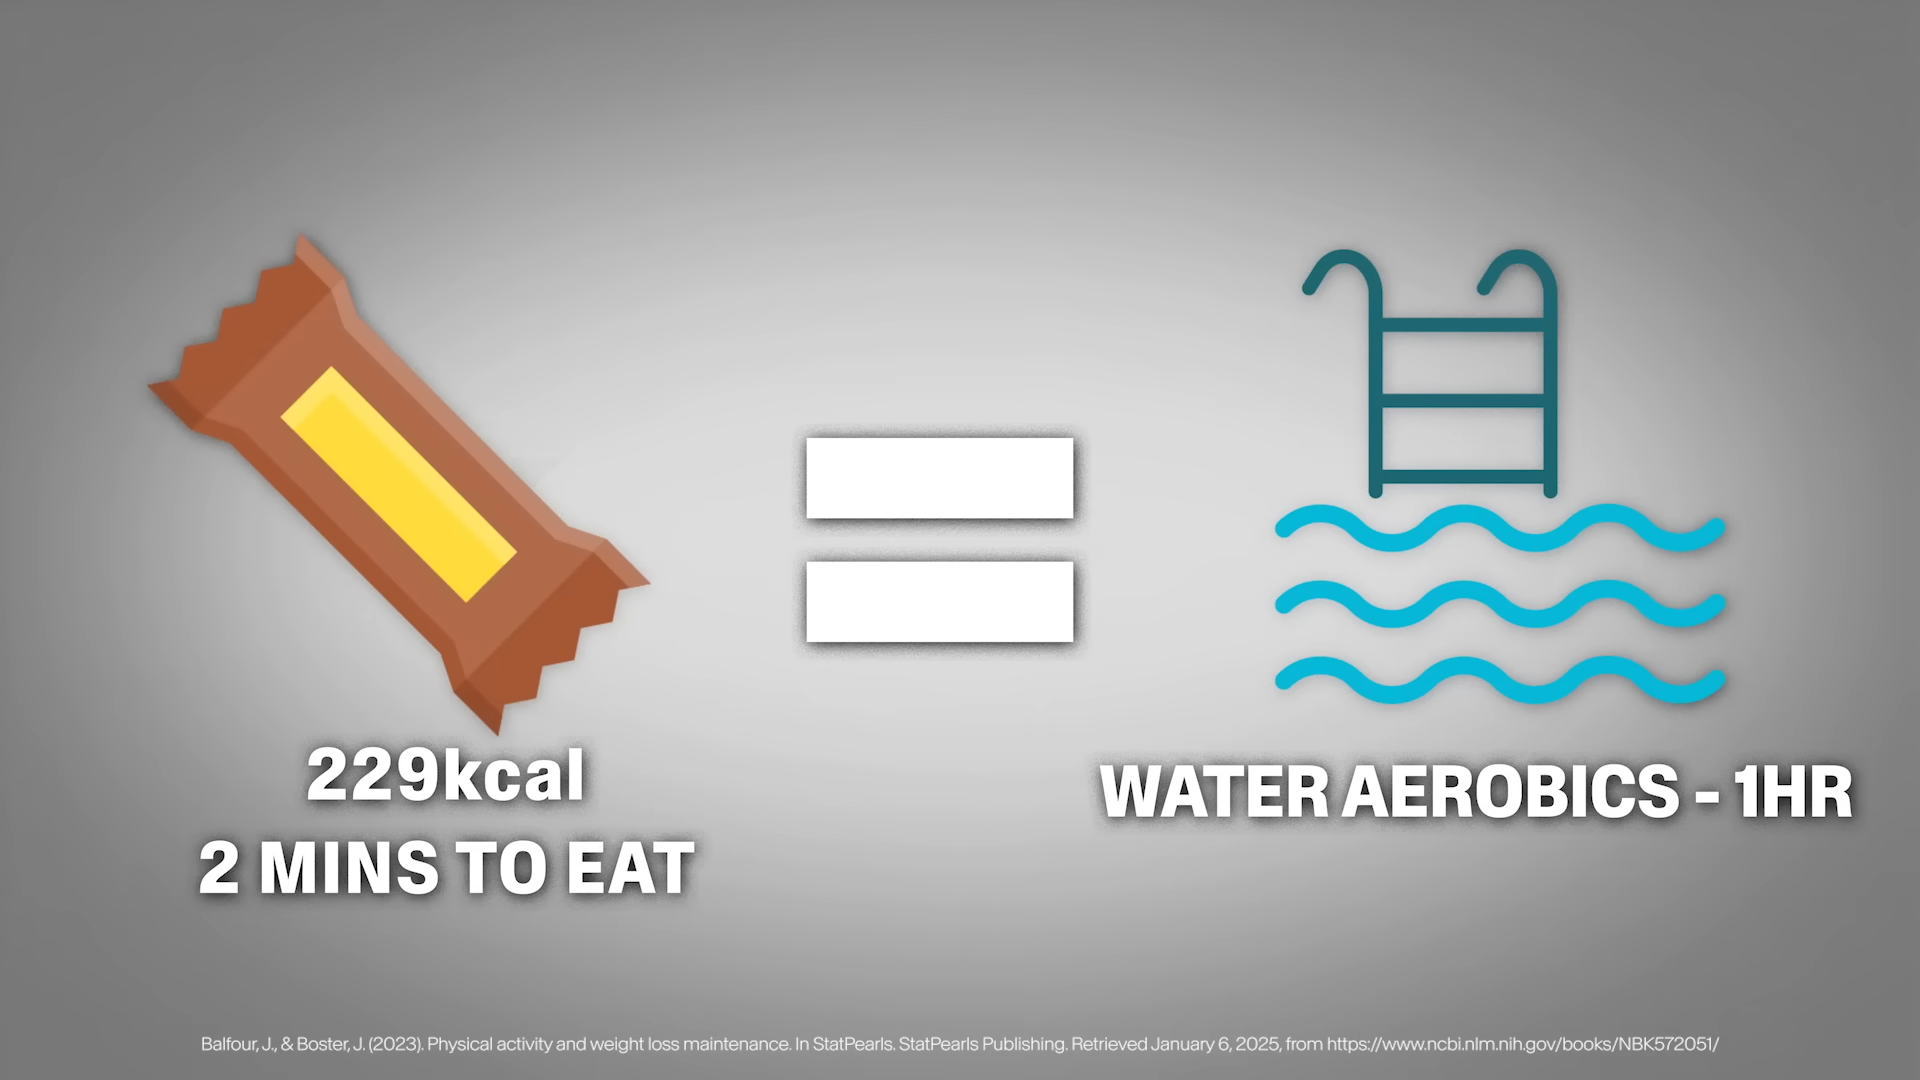 229kcal
2 MINS TO EAT
WATER AEROBICS - 1HR
Balfour, J., & Boster, J. (2023). Physical activity and weight loss maintenance. In StatPearls. StatPearls Publishing. Retrieved January 6, 2025, from https://www.ncbi.nlm.nih.gov/books/NBK572051/